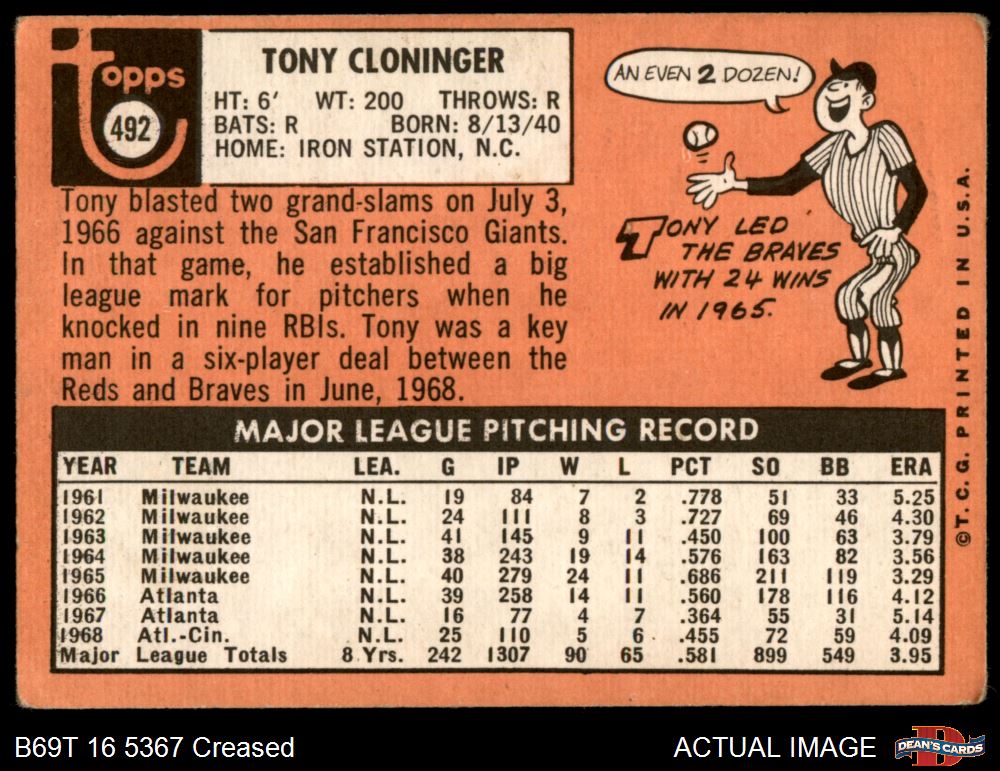 Topps
492
TONY CLONINGER
HT: 6' WT: 200 THROWS: R
BATS: R BORN: 8/13/40
HOME: IRON STATION, N.C.
Tony blasted two grand-slams on July 3,
1966 against the San Francisco Giants.
In that game, he established a big
league mark for pitchers when he
knocked in nine RBIs. Tony was a key
man in a six-player deal between the
Reds and Braves in June, 1968.
AN EVEN 2 DOZEN!
TONY LED
THE BRAVES
WITH 24 WINS
IN 1965.
©T. C. G. PRINTED IN U. S. A.
MAJOR LEAGUE PITCHING RECORD
YEAR TEAM LEA. G IP W L PCT SO BB ERA
1961 Milwaukee N.L. 19 84 7 2 .778 51 33 5.25
1962 Milwaukee N.L. 24 111 8 3 .727 69 46 4.30
1963 Milwaukee N.L. 41 145 9 11 .450 100 63 3.79
1964 Milwaukee N.L. 38 243 19 14 .576 163 82 3.56
1965 Milwaukee N.L. 40 279 24 11 .686 211 119 3.29
1966 Atlanta N.L. 39 258 14 11 .560 178 116 4.12
1967 Atlanta N.L. 16 77 4 7 .364 55 31 5.14
1968 Atl.-Cin. N.L. 25 110 5 6 .455 72 59 4.09
Major League Totals 8 Yrs. 242 1307 90 65 .581 899 549 3.95
B69T 16 5367 Creased
ACTUAL IMAGE
D
DEAN'S CARDS